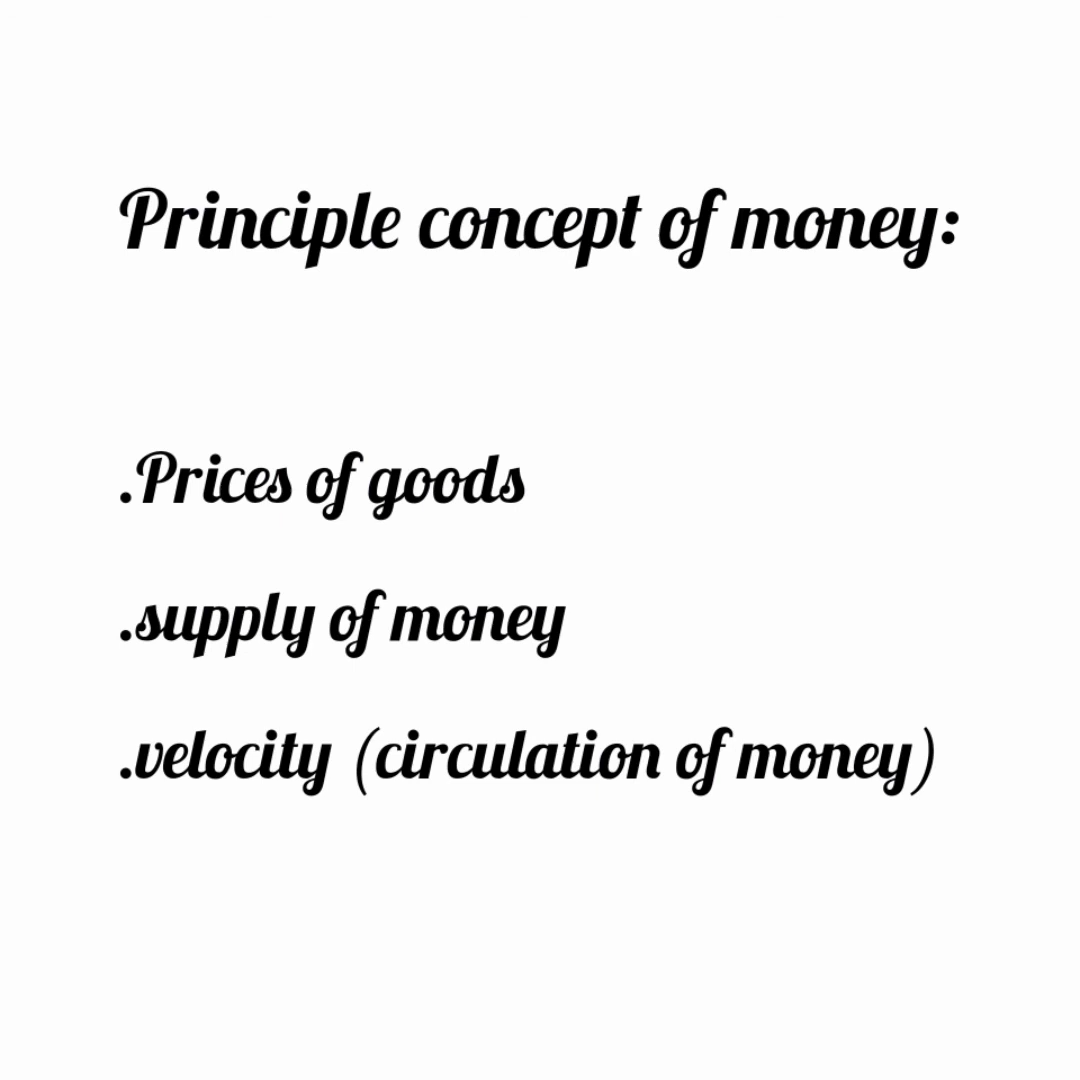 Principle concept of money:
.Prices of goods
.supply of money
.velocity (circulation of money)